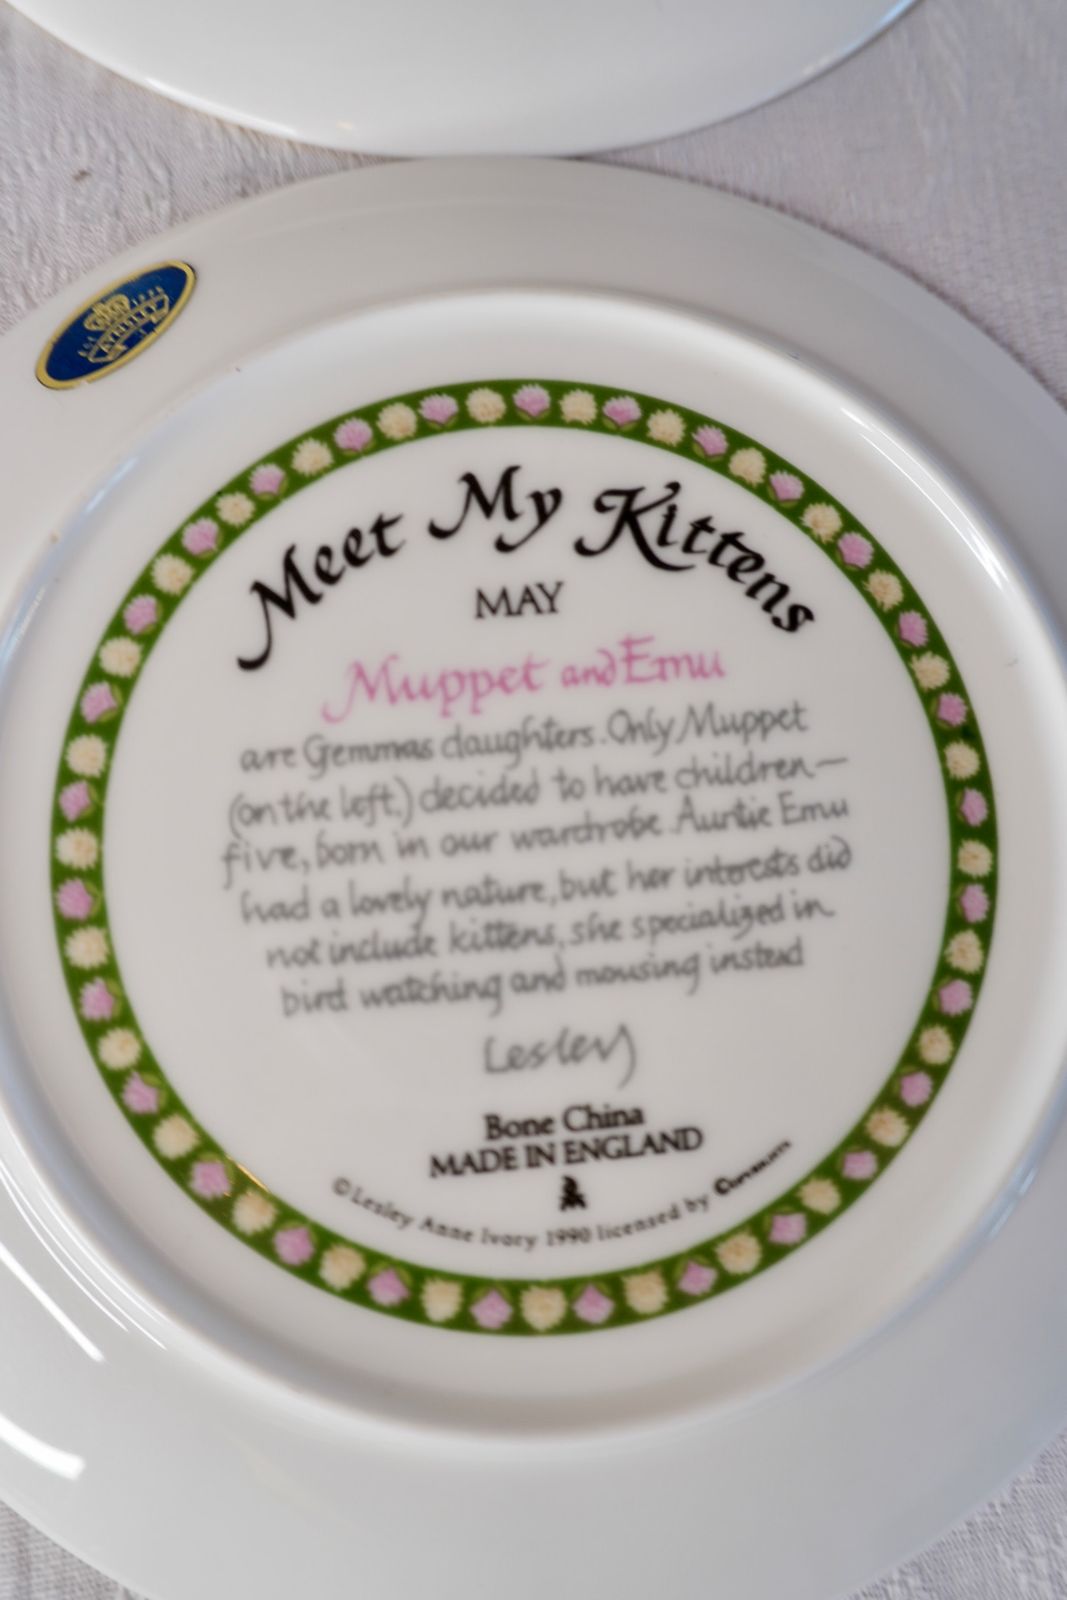 AYNSLEY
Meet My Kittens
MAY
Muppet and Emu
are Gemmas daughters. Only Muppet
(on the left.) decided to have children—
five, born in our wardrobe. Auntie Emu
had a lovely nature, but her interests did
not include kittens, she specialized in
bird watching and mousing instead
Lesley
Bone China
MADE IN ENGLAND
© Lesley Anne Ivory 1990 licensed by